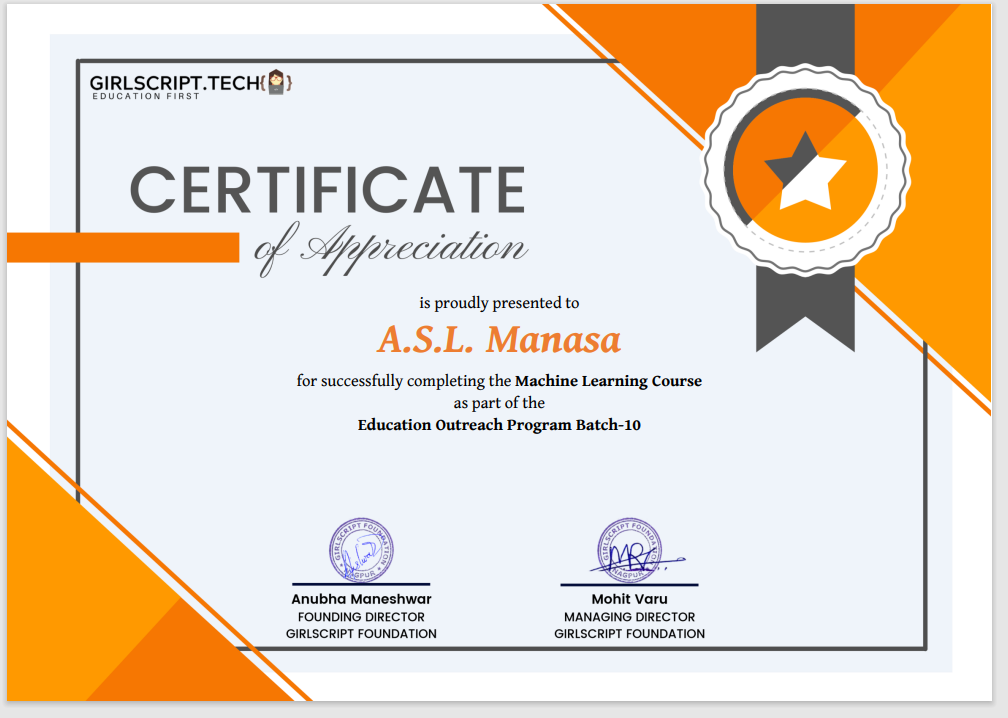 GIRLSCRIPT.TECH{}
EDUCATION FIRST
CERTIFICATE
of Appreciation
is proudly presented to
A.S.L. Manasa
for successfully completing the Machine Learning Course
as part of the
Education Outreach Program Batch-10
GIRLSCRIPT FOUNDATION
NAGPUR
GIRLSCRIPT FOUNDATION
NAGPUR
Anubha Maneshwar
FOUNDING DIRECTOR
GIRLSCRIPT FOUNDATION
Mohit Varu
MANAGING DIRECTOR
GIRLSCRIPT FOUNDATION